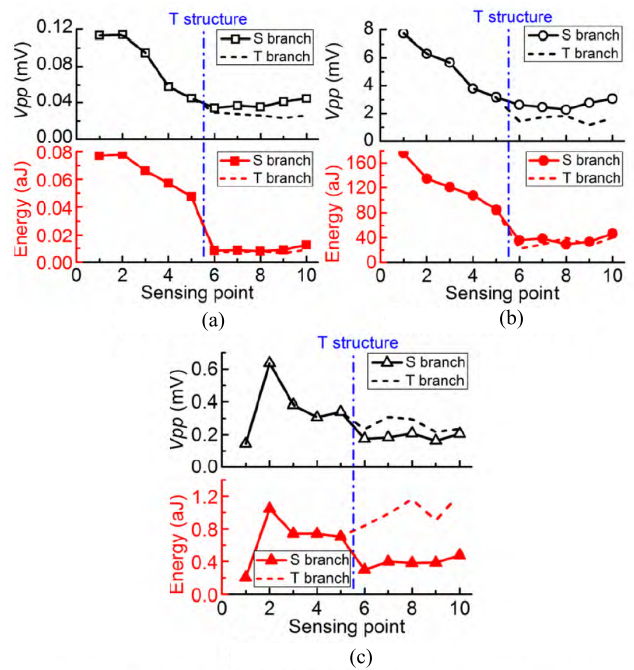 T structure
0.12
0.08
0.04
0.00
Vpp (mV)
S branch
T branch
0.08
0.06
0.04
0.02
0.00
Energy (aJ)
S branch
T branch
0 2 4 6 8 10
Sensing point
(a)
T structure
8
6
4
2
0
Vpp (mV)
S branch
T branch
160
120
80
40
0
Energy (aJ)
S branch
T branch
0 2 4 6 8 10
Sensing point
(b)
T structure
0.6
0.4
0.2
0.0
Vpp (mV)
S branch
T branch
1.2
0.8
0.4
0.0
Energy (aJ)
S branch
T branch
0 2 4 6 8 10
Sensing point
(c)